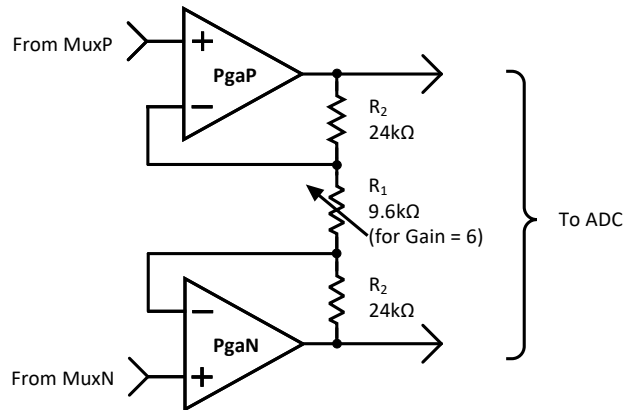 From MuxP
+
PgaP
−
R₂
24kΩ
R₁
9.6kΩ
(for Gain = 6)
To ADC
R₂
24kΩ
−
PgaN
+
From MuxN